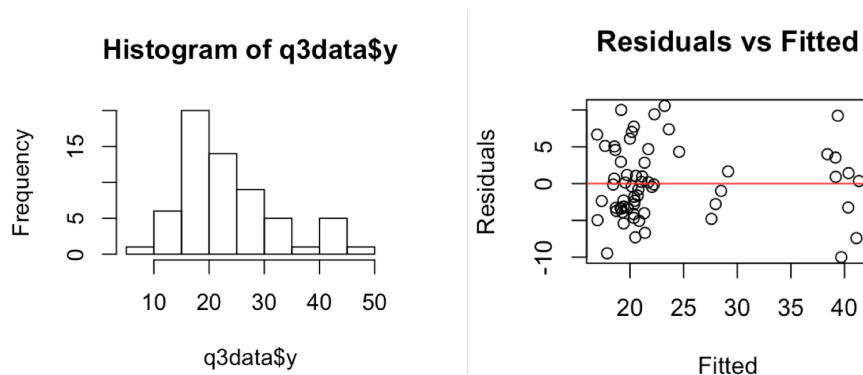 Histogram of q3data$y
Frequency
15
5
0
10 20 30 40 50
q3data$y
Residuals vs Fitted
Residuals
5
0
-10
20 25 30 35 40
Fitted